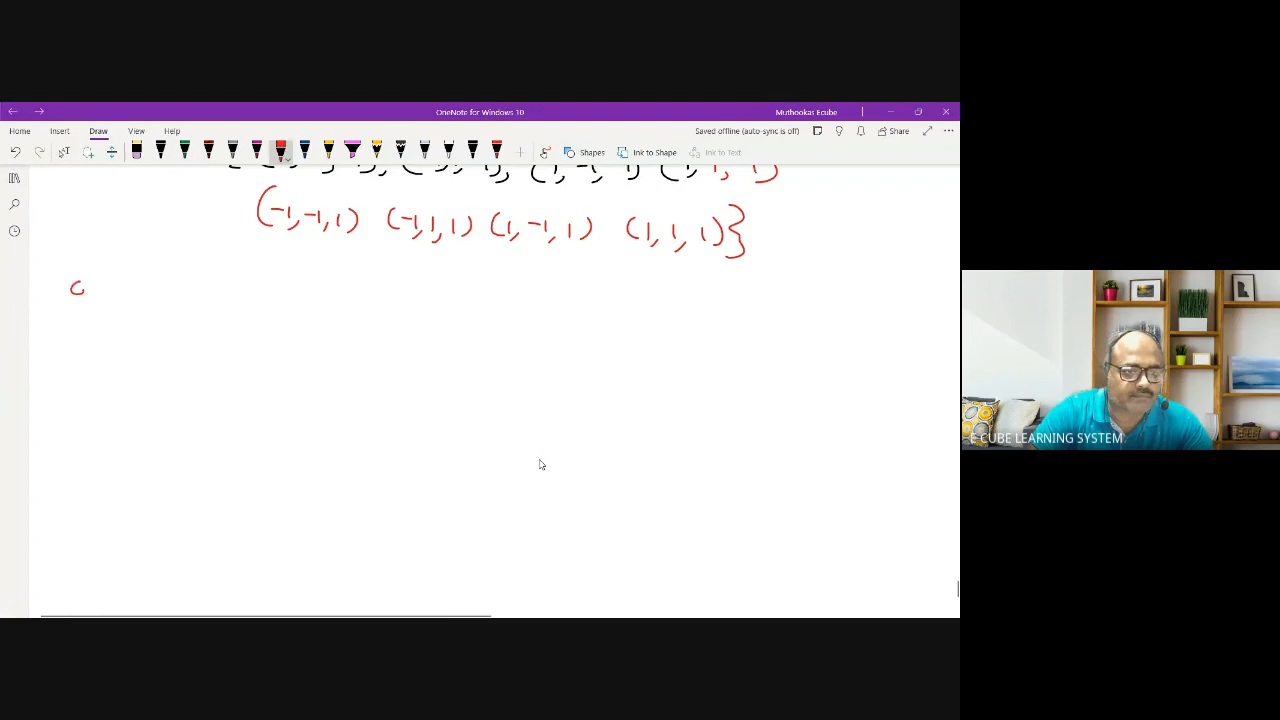 OneNote for Windows 10
Muthookas Ecube
Home Insert Draw View Help
Saved offline (auto-sync is off)
Share
Shapes
Ink to Shape
Ink to Text
(-1,-1,1) (-1,1,1) (1,-1,1) (1,1,1)}
E CUBE LEARNING SYSTEM